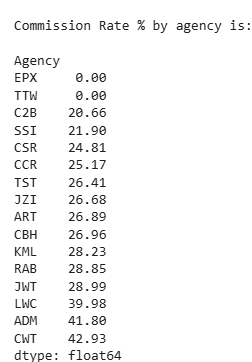 Commission Rate % by agency is:
Agency
EPX 0.00
TTW 0.00
C2B 20.66
SSI 21.90
CSR 24.81
CCR 25.17
TST 26.41
JZI 26.68
ART 26.89
CBH 26.96
KML 28.23
RAB 28.85
JWT 28.99
LWC 39.98
ADM 41.80
CWT 42.93
dtype: float64